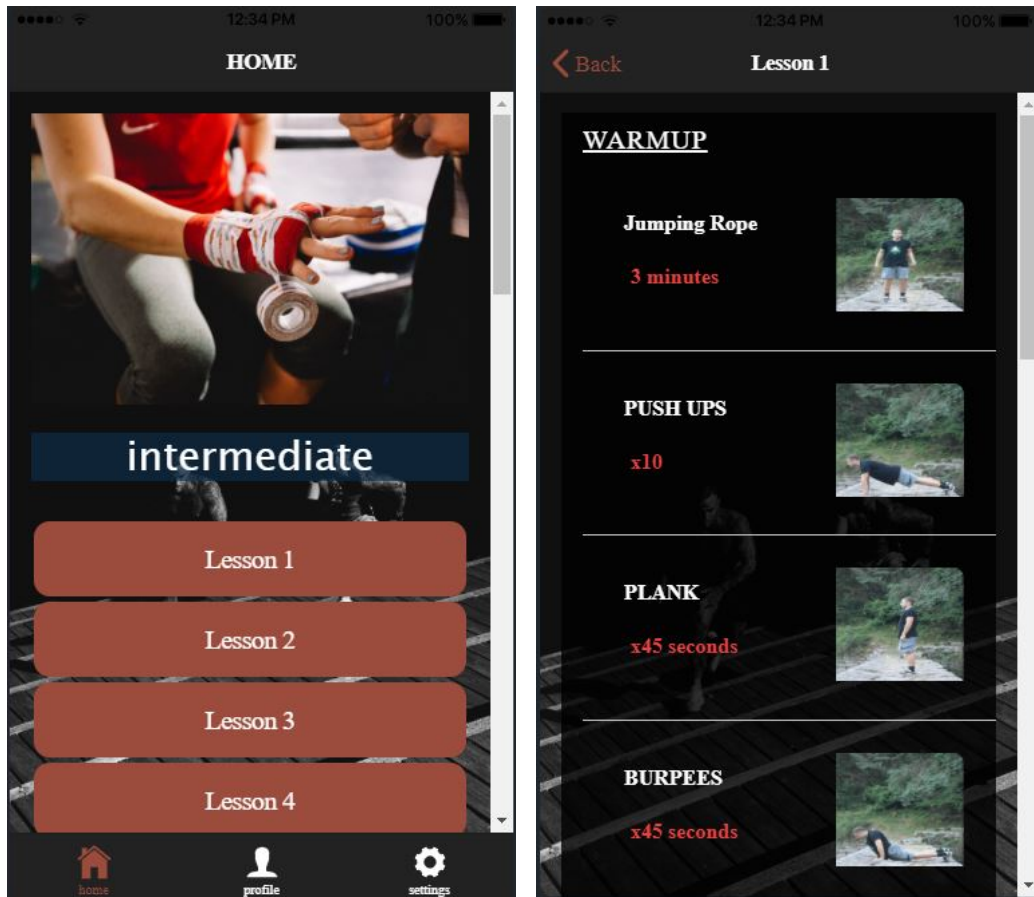 12:34 PM
100%
HOME
intermediate
Lesson 1
Lesson 2
Lesson 3
Lesson 4
home
profile
settings
12:34 PM
100%
Back
Lesson 1
WARMUP
Jumping Rope
3 minutes
PUSH UPS
x10
PLANK
x45 seconds
BURPEES
x45 seconds